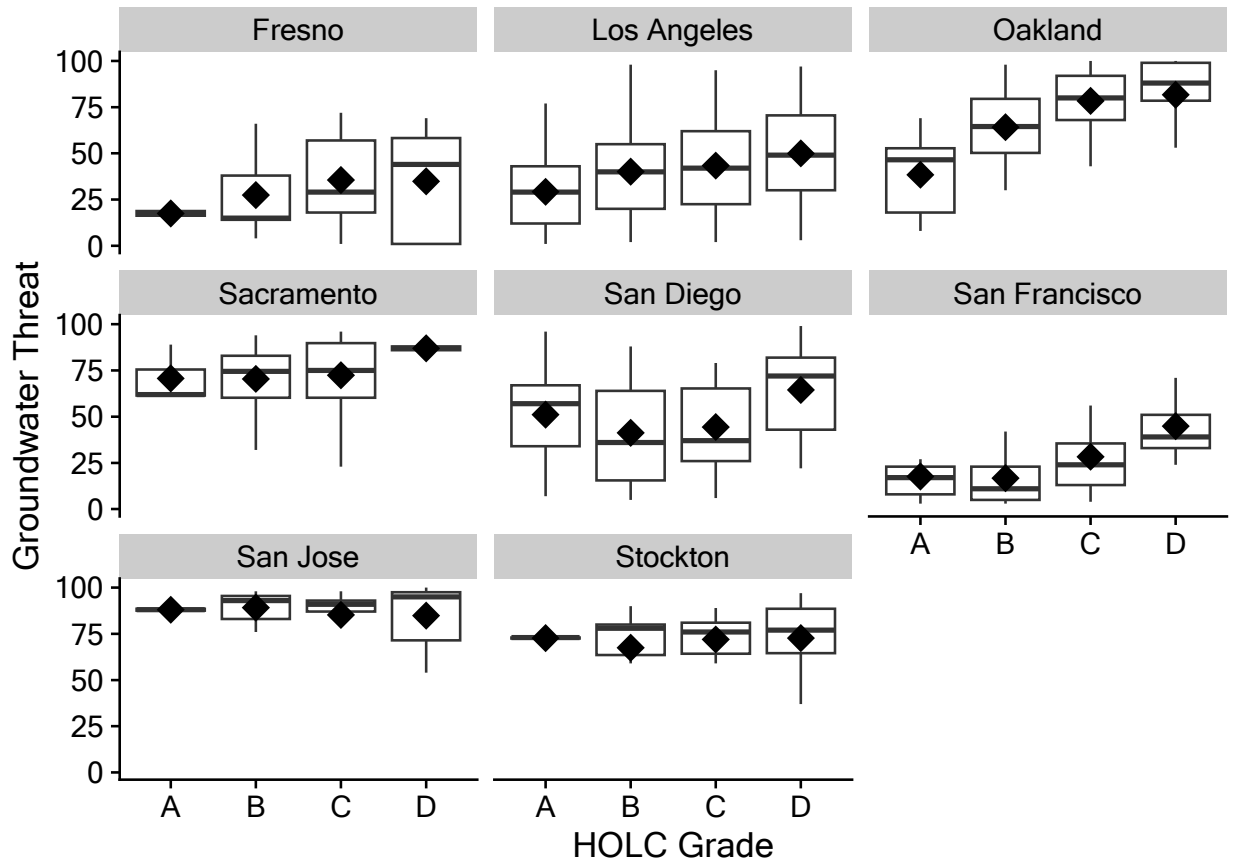 Fresno Los Angeles Oakland
100
75
50
25
0
Sacramento San Diego San Francisco
100
75
50
25
0
A B C D
San Jose Stockton
100
75
50
25
0
A B C D A B C D
Groundwater Threat
HOLC Grade